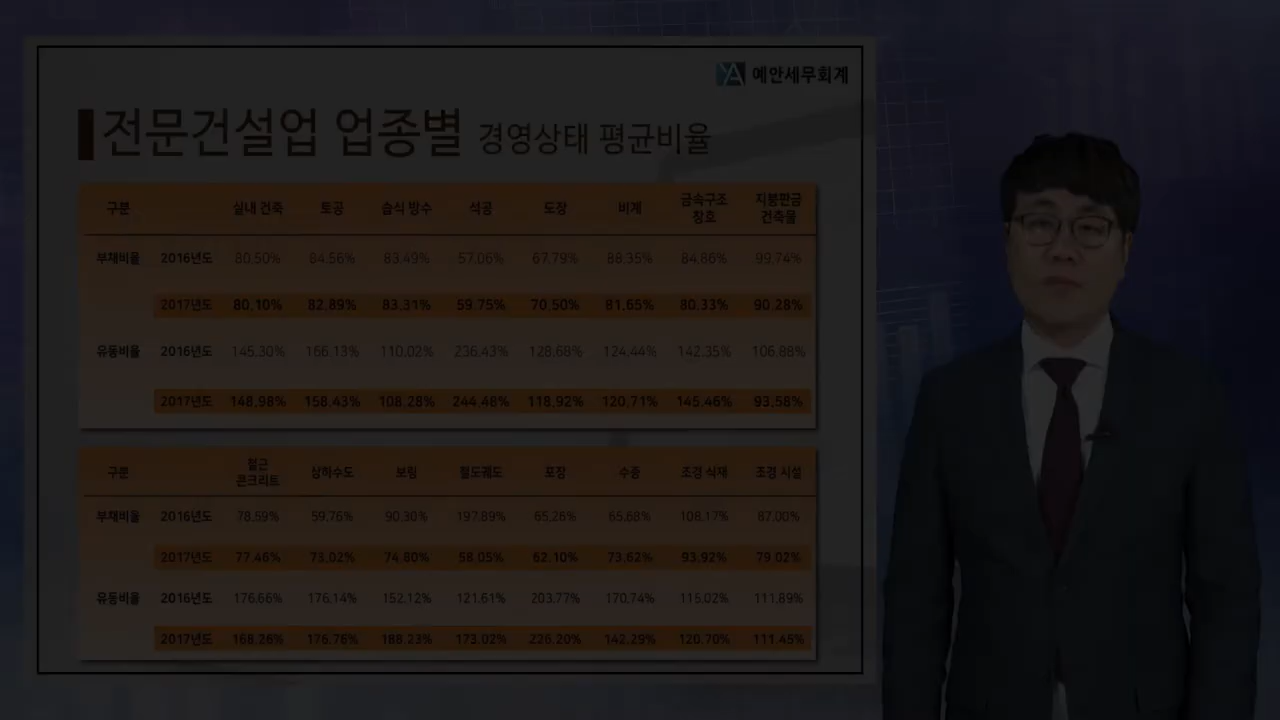 예안세무회계
전문건설업 업종별 경영상태 평균비율
구분 실내 건축 토공 습식 방수 석공 도장 비계 금속구조 창호 지붕판금 건축물
부채비율 2016년도 80.50% 84.56% 83.49% 57.06% 67.79% 88.35% 84.86% 99.74%
2017년도 80.10% 82.89% 83.31% 59.75% 70.50% 81.65% 80.33% 90.28%
유동비율 2016년도 145.30% 166.13% 110.02% 236.43% 128.68% 124.44% 142.35% 106.88%
2017년도 148.98% 158.43% 108.28% 244.48% 118.92% 120.71% 145.46% 93.58%
구분 철근 콘크리트 상하수도 보링 철도궤도 포장 수중 조경 식재 조경 시설
부채비율 2016년도 78.59% 59.76% 90.30% 197.89% 65.26% 65.68% 108.17% 87.00%
2017년도 77.46% 73.02% 74.80% 58.05% 62.10% 73.62% 93.92% 79.02%
유동비율 2016년도 176.66% 176.14% 152.12% 121.61% 203.77% 170.74% 115.02% 111.89%
2017년도 168.26% 176.76% 188.23% 173.02% 226.20% 142.29% 120.70% 111.45%